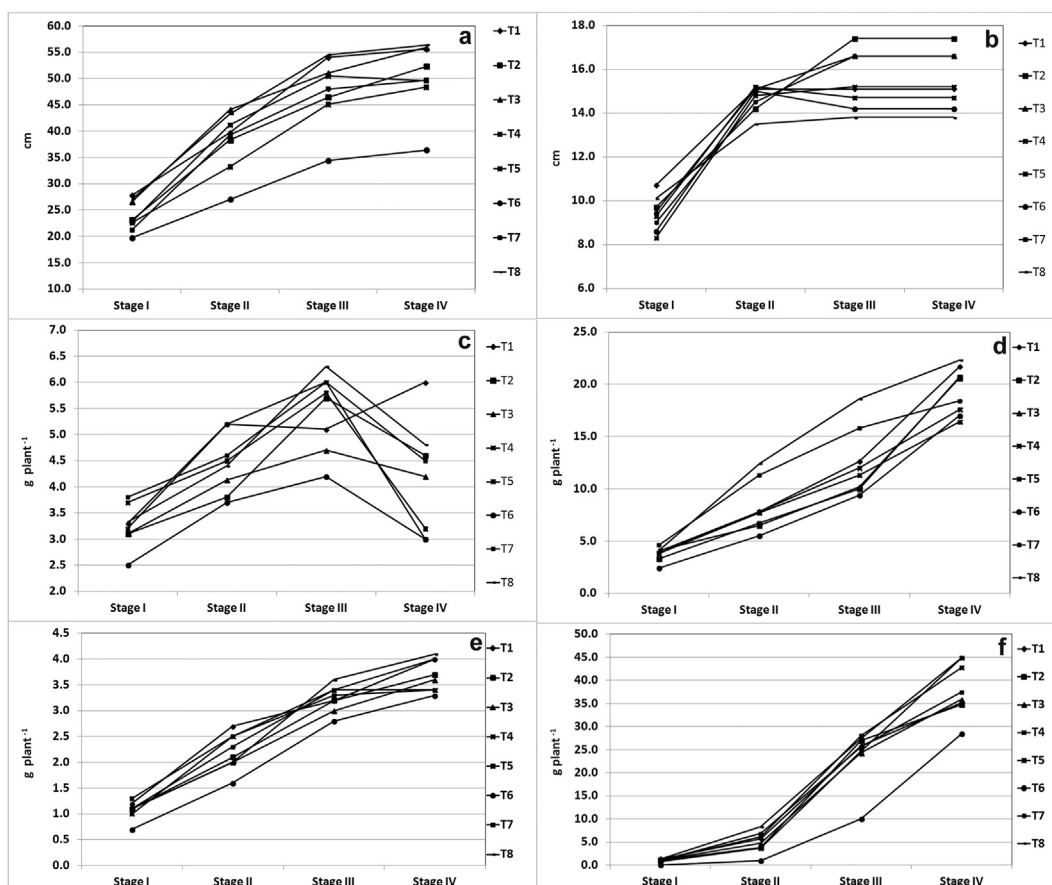 a
60.0
55.0
50.0
45.0
40.0
35.0
30.0
25.0
20.0
15.0
10.0
cm
Stage I Stage II Stage III Stage IV
T1
T2
T3
T4
T5
T6
T7
T8
b
18.0
16.0
14.0
12.0
10.0
8.0
6.0
cm
Stage I Stage II Stage III Stage IV
T1
T2
T3
T4
T5
T6
T7
T8
c
7.0
6.5
6.0
5.5
5.0
4.5
4.0
3.5
3.0
2.5
2.0
g plant⁻¹
Stage I Stage II Stage III Stage IV
T1
T2
T3
T4
T5
T6
T7
T8
d
25.0
20.0
15.0
10.0
5.0
0.0
g plant⁻¹
Stage I Stage II Stage III Stage IV
T1
T2
T3
T4
T5
T6
T7
T8
e
4.5
4.0
3.5
3.0
2.5
2.0
1.5
1.0
0.5
0.0
g plant⁻¹
Stage I Stage II Stage III Stage IV
T1
T2
T3
T4
T5
T6
T7
T8
f
50.0
45.0
40.0
35.0
30.0
25.0
20.0
15.0
10.0
5.0
0.0
g plant⁻¹
Stage I Stage II Stage III Stage IV
T1
T2
T3
T4
T5
T6
T7
T8